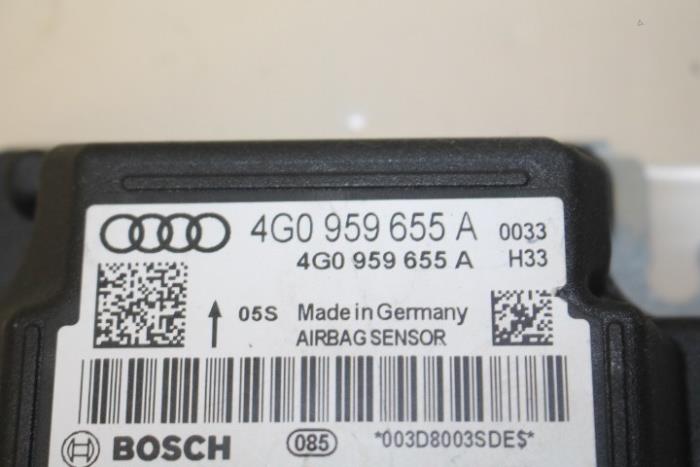 4G0 959 655 A 0033
4G0 959 655 A H33
05S Made in Germany
AIRBAG SENSOR
BOSCH 085 *003D8003SDE$*